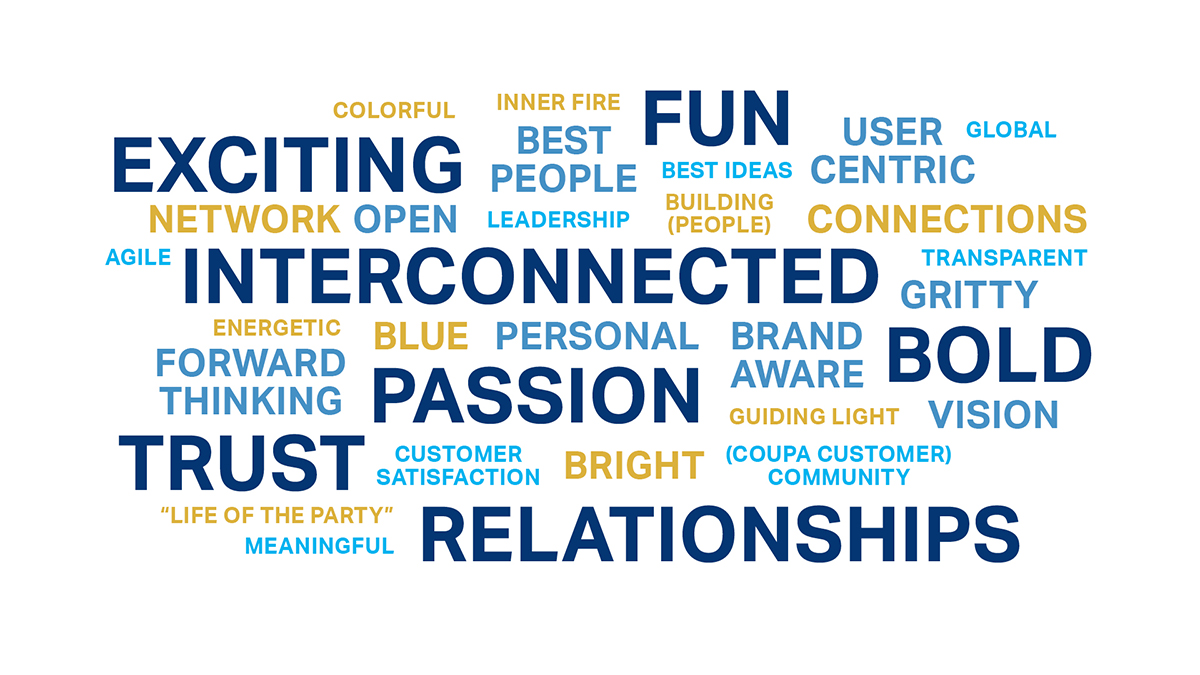 COLORFUL
INNER FIRE
FUN
EXCITING
BEST
PEOPLE
BEST IDEAS
USER
CENTRIC
GLOBAL
NETWORK
OPEN
LEADERSHIP
BUILDING
(PEOPLE)
CONNECTIONS
AGILE
INTERCONNECTED
TRANSPARENT
GRITTY
ENERGETIC
BLUE
PERSONAL
BRAND
AWARE
BOLD
FORWARD
THINKING
PASSION
GUIDING LIGHT
VISION
TRUST
CUSTOMER
SATISFACTION
BRIGHT
(COUPA CUSTOMER)
COMMUNITY
“LIFE OF THE PARTY”
MEANINGFUL
RELATIONSHIPS